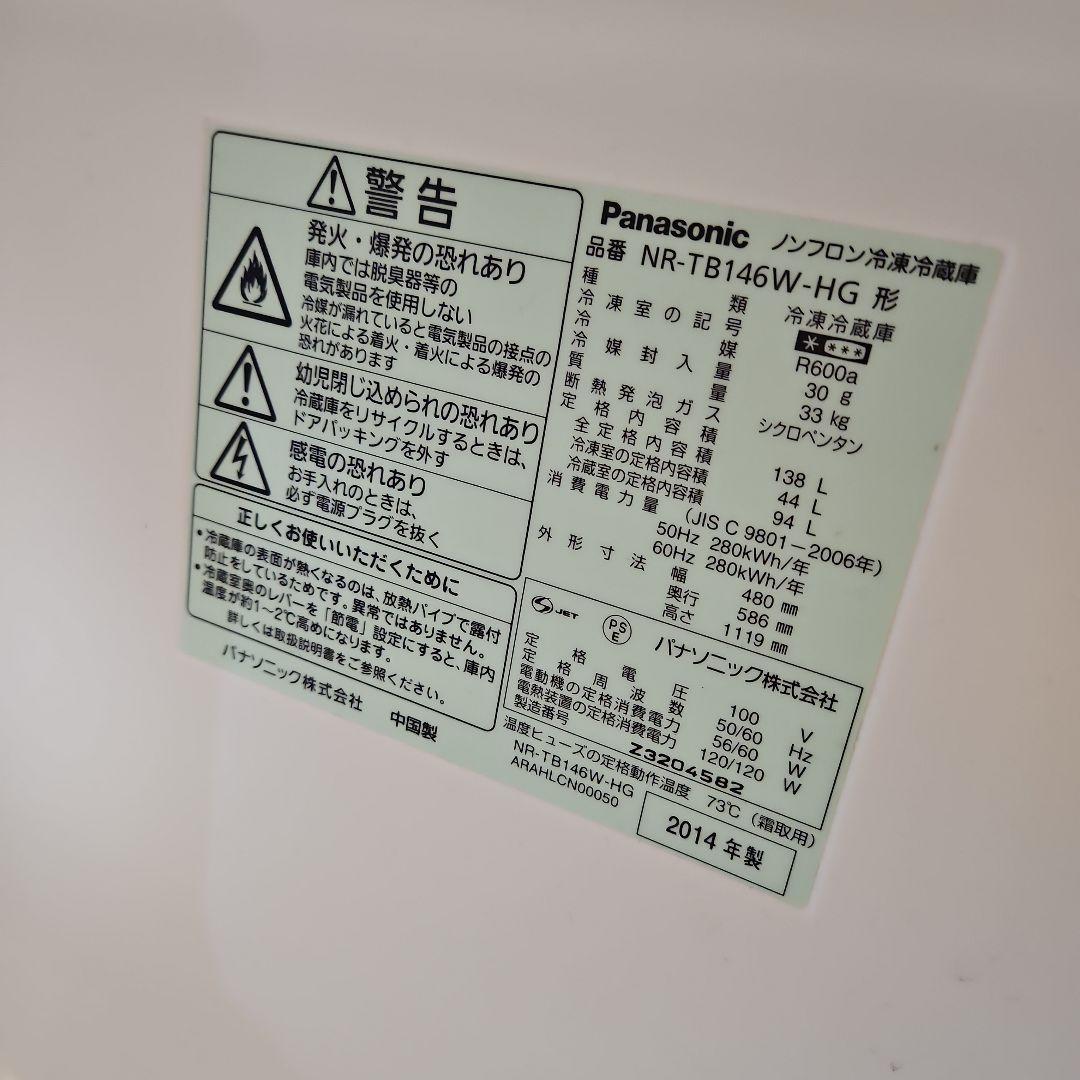 警告
発火・爆発の恐れあり
庫内では脱臭器等の
電気製品を使用しない
冷媒が漏れていると電気製品の接点の
火花による着火・着火による爆発の
恐れがあります
幼児閉じ込められの恐れあり
冷蔵庫をリサイクルするときは、
ドアパッキングを外す
感電の恐れあり
お手入れのときは、
必ず電源プラグを抜く
正しくお使いいただくために
・冷蔵庫の表面が熱くなるのは、放熱パイプで露付
防止をしているためです。異常ではありません。
・冷蔵室奥のレバーを「節電」設定にすると、庫内
温度が約1〜2℃高めになります。
詳しくは取扱説明書をご参照ください。
パナソニック株式会社 中国製
Panasonic ノンフロン冷凍冷蔵庫
品番 NR-TB146W-HG 形
種類 冷凍冷蔵庫
冷凍室の記号 * ***
冷媒 R600a
冷媒封入量 30 g
質量 33 kg
断熱発泡ガス シクロペンタン
定格内容積
全定格内容積 138 L
冷凍室の定格内容積 44 L
冷蔵室の定格内容積 94 L
消費電力量 (JIS C 9801−2006年)
50Hz 280kWh/年
60Hz 280kWh/年
外形寸法 幅 480 mm
奥行 586 mm
高さ 1119 mm
S JET PSE パナソニック株式会社
定格電圧 100 V
定格周波数 50/60 Hz
電動機の定格消費電力 56/60 W
電熱装置の定格消費電力 120/120 W
製造番号 Z3204582
温度ヒューズの定格動作温度 73℃（霜取用）
NR-TB146W-HG
ARAHLCN00050
2014 年製